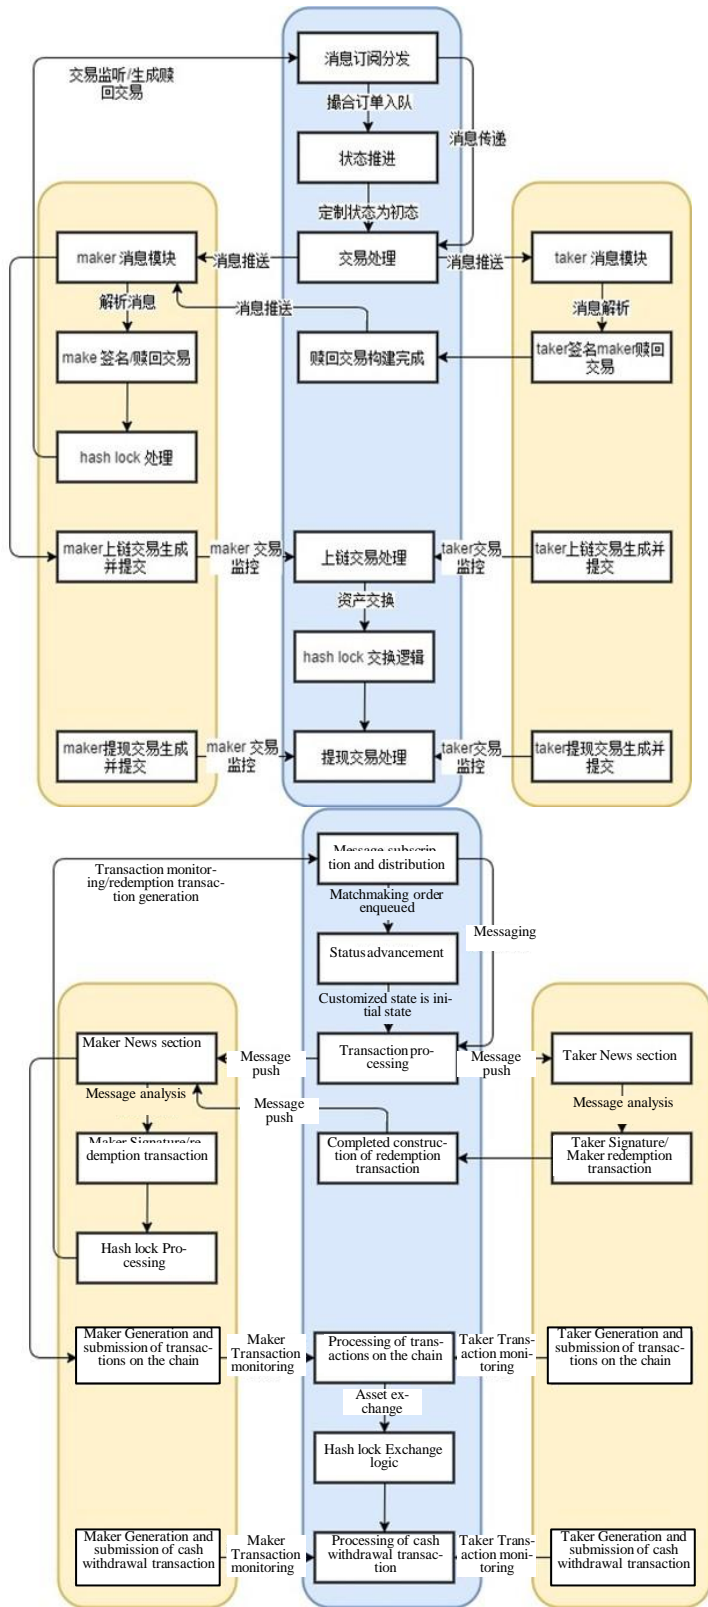 消息订阅分发
交易监听/生成赎
回交易
撮合订单入队
消息传递
状态推进
定制状态为初态
maker 消息模块
消息推送
交易处理
消息推送
taker 消息模块
解析消息
消息推送
消息解析
make 签名/赎回交易
赎回交易构建完成
taker签名maker赎回
交易
hash lock 处理
maker上链交易生成
并提交
maker 交易
监控
上链交易处理
taker交易
监控
taker上链交易生成并
提交
资产交换
hash lock 交换逻辑
maker提现交易生成
并提交
maker 交易
监控
提现交易处理
taker交易
监控
taker提现交易生成并
提交
Message subscrip-
tion and distribution
Transaction monitor-
ing/redemption transac-
tion generation
Matchmaking order
enqueued
Messaging
Status advancement
Customized state is ini-
tial state
Maker News section
Message
push
Transaction pro-
cessing
Message
push
Taker News section
Message analysis
Message
push
Message analysis
Maker Signature/re
demption transaction
Completed construc-
tion of redemption
transaction
Taker Signature/
Maker redemption
transaction
Hash lock Pro-
cessing
Maker Generation and
submission of transac-
tions on the chain
Maker
Transaction
monitoring
Processing of trans-
actions on the chain
Taker Trans-
action moni-
toring
Taker Generation and
submission of transac-
tions on the chain
Asset ex-
change
Hash lock Exchange
logic
Maker Generation and
submission of cash
withdrawal transaction
Maker
Transaction
monitoring
Processing of cash
withdrawal transac-
tion
Taker Trans-
action moni-
toring
Taker Generation and
submission of cash
withdrawal transaction